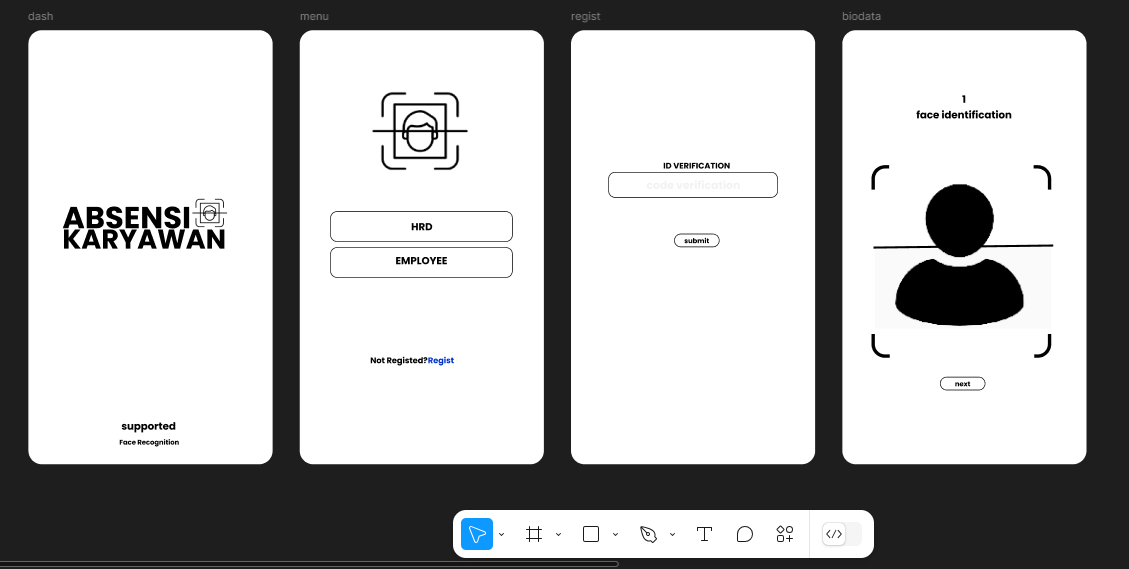 dash
menu
regist
biodata
ABSENSI
KARYAWAN
supported
Face Recognition
HRD
EMPLOYEE
Not Registed?Regist
ID VERIFICATION
code verification
submit
1
face identification
next